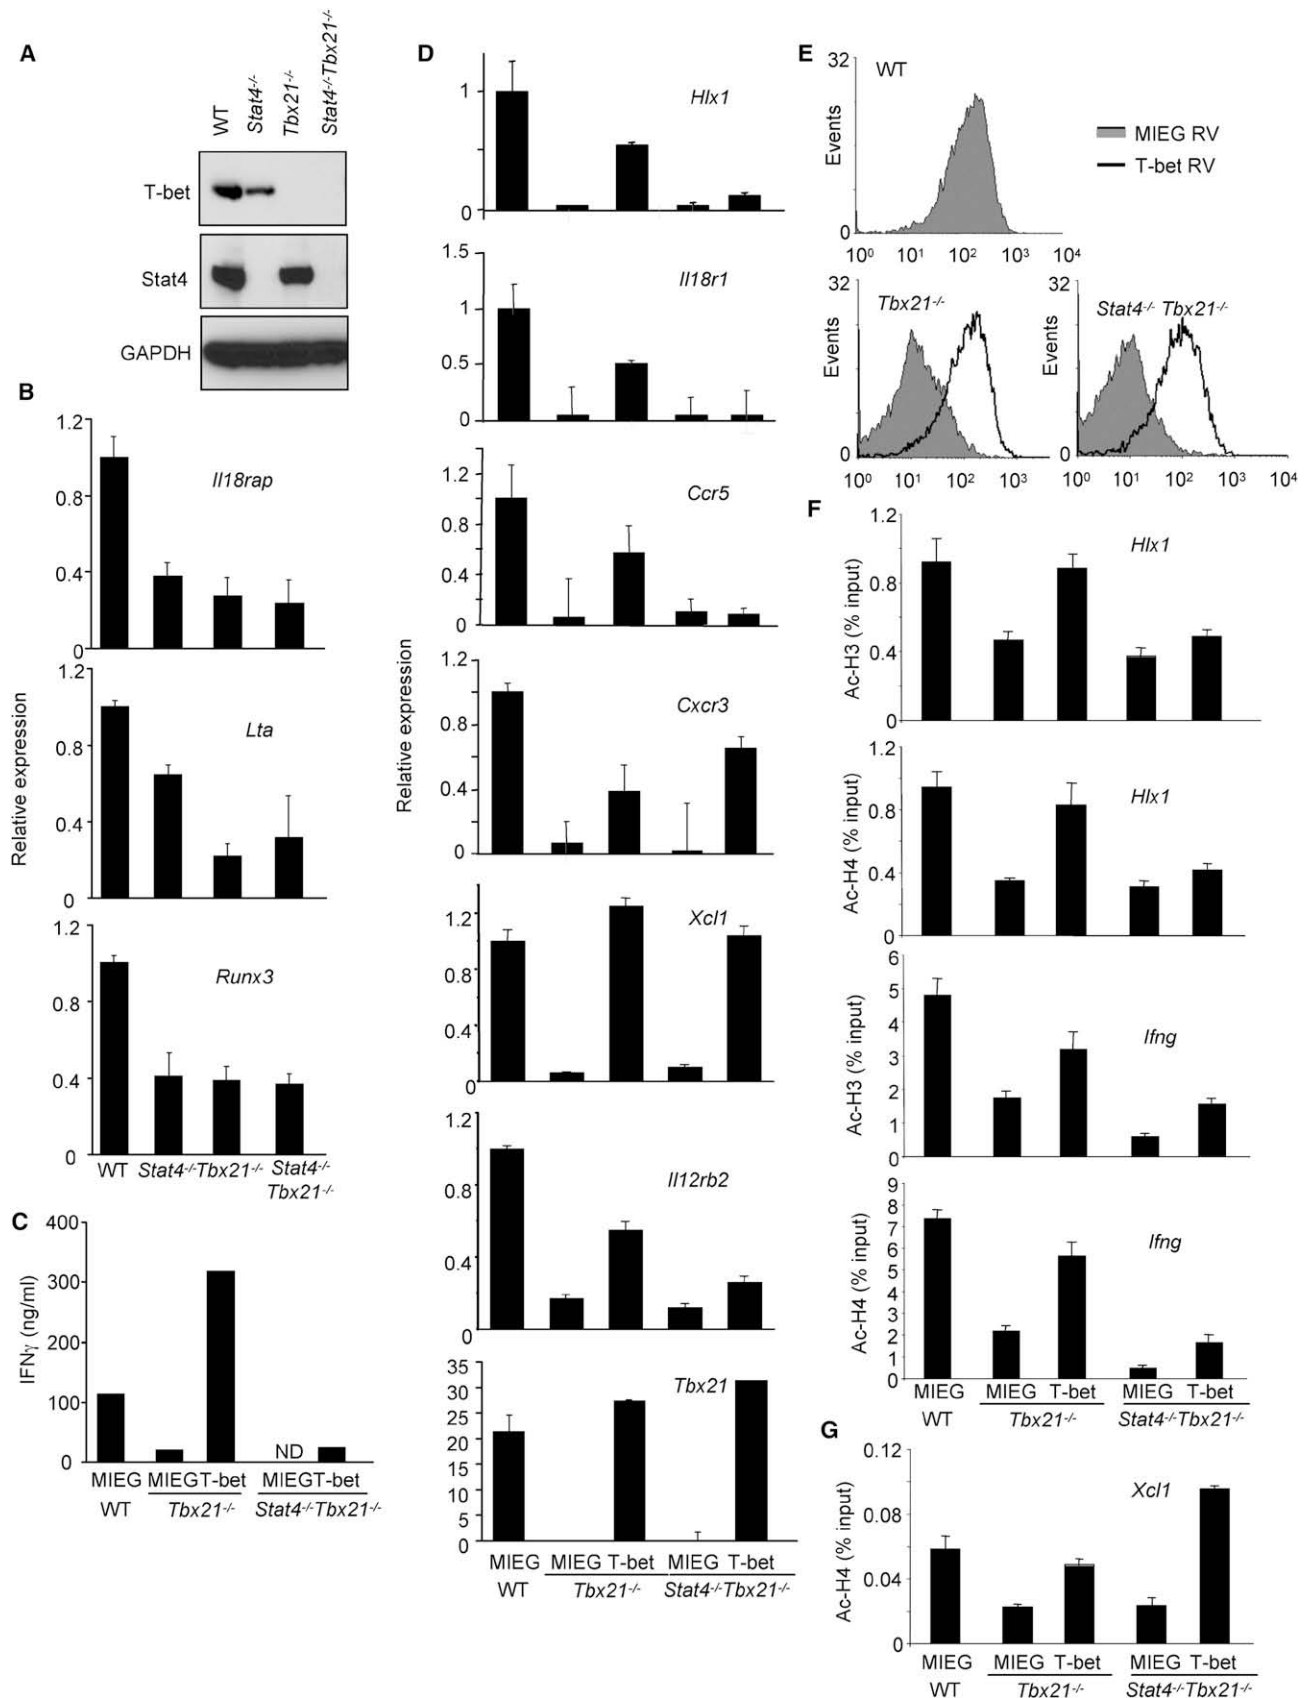 A
WT
Stat4-/-
Tbx21-/-
Stat4-/-Tbx21-/-
T-bet
Stat4
GAPDH
B
Relative expression
1.2
0.8
0.4
0
Il18rap
1.2
0.8
0.4
0
Lta
1.2
0.8
0.4
0
Runx3
WT Stat4-/- Tbx21-/- Stat4-/-
Tbx21-/-
C
IFNγ (ng/ml)
400
300
200
100
0
ND
MIEG MIEG T-bet MIEG T-bet
WT Tbx21-/- Stat4-/-Tbx21-/-
D
Relative expression
1
0
Hlx1
1.5
1
0.5
0
Il18r1
1.2
0.8
0.4
0
Ccr5
1.2
0.8
0.4
0
Cxcr3
1.2
0.8
0.4
0
Xcl1
1.2
0.8
0.4
0
Il12rb2
35
30
25
20
15
10
5
0
Tbx21
MIEG MIEG T-bet MIEG T-bet
WT Tbx21-/- Stat4-/-Tbx21-/-
E
32
WT
Events
0
10⁰ 10¹ 10² 10³ 10⁴
MIEG RV
T-bet RV
32
Tbx21-/-
Events
0
10⁰ 10¹ 10² 10³
32
Stat4-/- Tbx21-/-
Events
0
10⁰ 10¹ 10² 10³ 10⁴
F
1.2
0.8
0.4
0
Ac-H3 (% input)
Hlx1
1.2
0.8
0.4
0
Ac-H4 (% input)
Hlx1
6
5
4
3
2
1
0
Ac-H3 (% input)
Ifng
9
8
7
6
5
4
3
2
1
0
Ac-H4 (% input)
Ifng
MIEG MIEG T-bet MIEG T-bet
WT Tbx21-/- Stat4-/-Tbx21-/-
G
0.12
0.08
0.04
0
Ac-H4 (% input)
Xcl1
MIEG MIEG T-bet MIEG T-bet
WT Tbx21-/- Stat4-/-Tbx21-/-